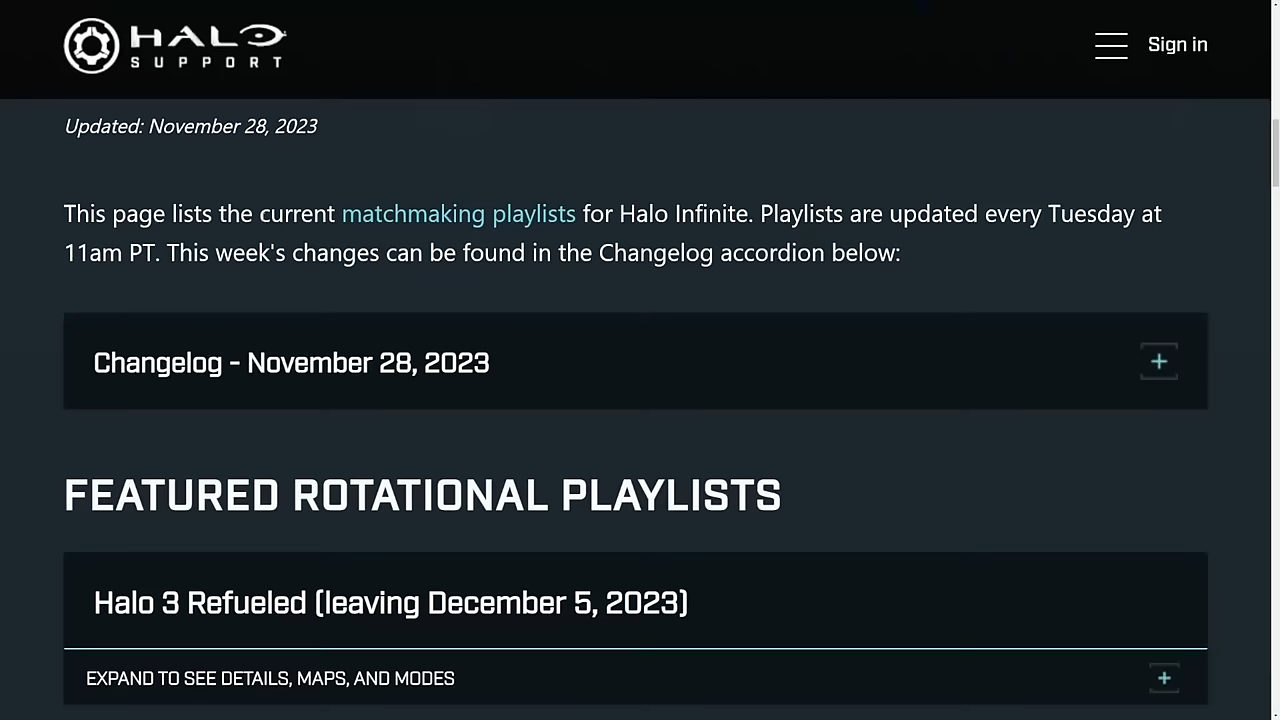 HALO
SUPPORT
Sign in
Updated: November 28, 2023
This page lists the current matchmaking playlists for Halo Infinite. Playlists are updated every Tuesday at
11am PT. This week's changes can be found in the Changelog accordion below:
Changelog - November 28, 2023
FEATURED ROTATIONAL PLAYLISTS
Halo 3 Refueled (leaving December 5, 2023)
EXPAND TO SEE DETAILS, MAPS, AND MODES